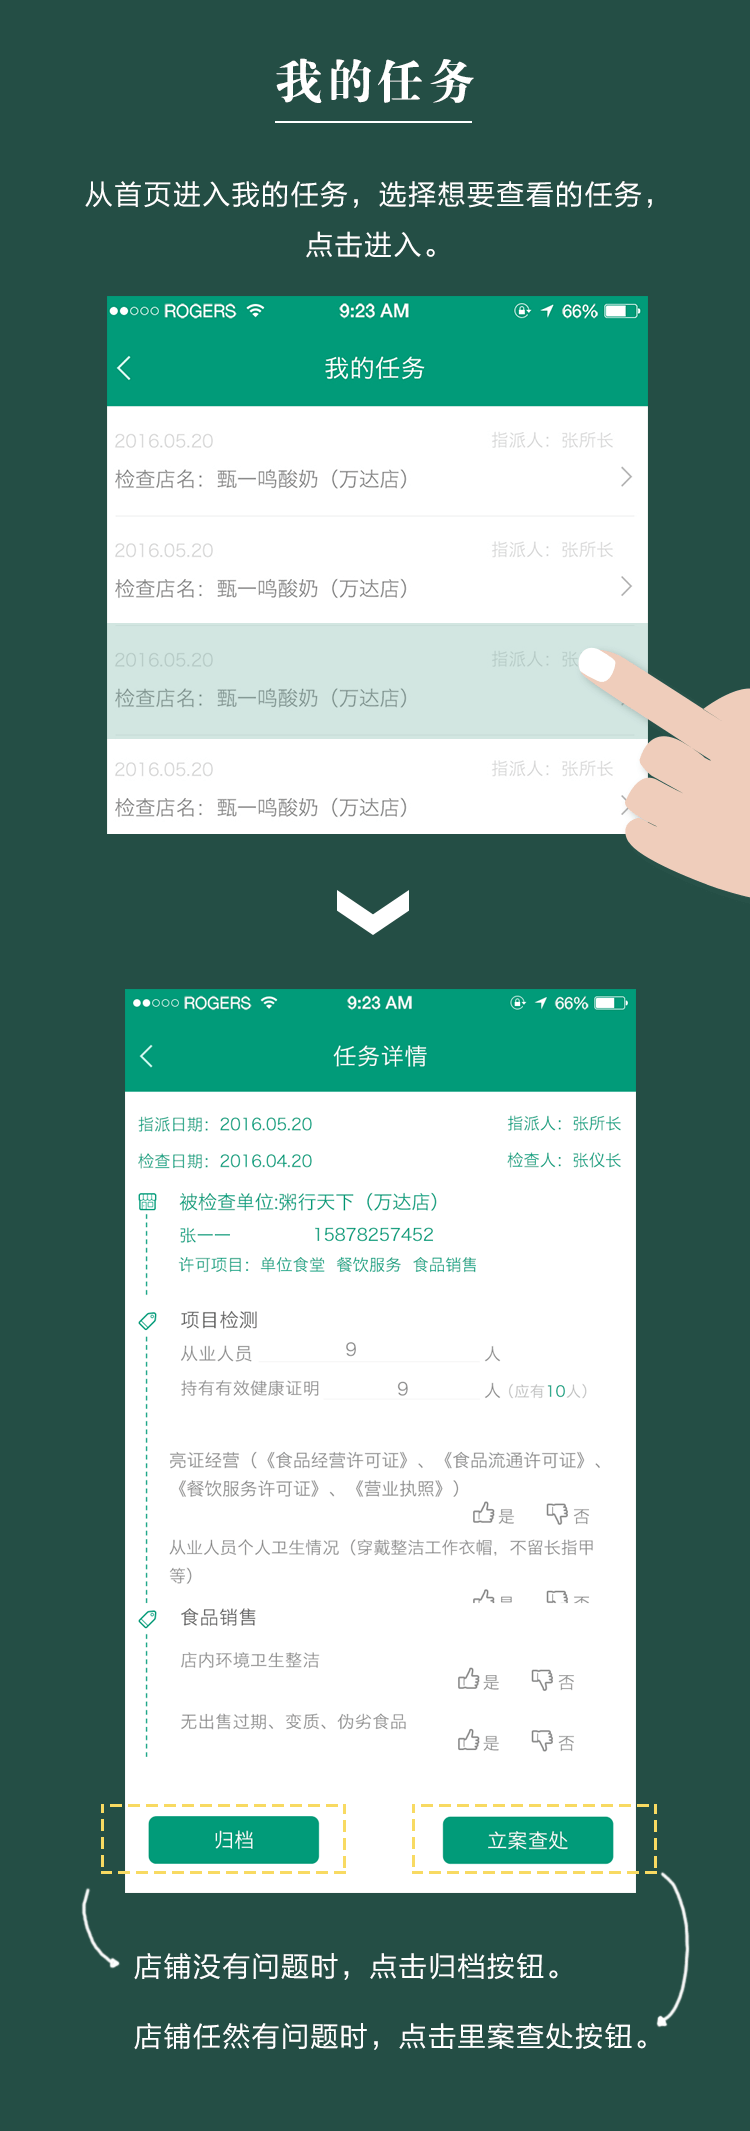 我的任务
从首页进入我的任务，选择想要查看的任务，
点击进入。
ROGERS 9:23 AM 66%
我的任务
2016.05.20 指派人：张所长
检查店名：甄一鸣酸奶（万达店）
2016.05.20 指派人：张所长
检查店名：甄一鸣酸奶（万达店）
2016.05.20 指派人：张
检查店名：甄一鸣酸奶（万达店）
2016.05.20 指派人：张所长
检查店名：甄一鸣酸奶（万达店）
ROGERS 9:23 AM 66%
任务详情
指派日期：2016.05.20 指派人：张所长
检查日期：2016.04.20 检查人：张仪长
被检查单位:粥行天下（万达店）
张一一 15878257452
许可项目：单位食堂 餐饮服务 食品销售
项目检测
从业人员 9 人
持有有效健康证明 9 人（应有10人）
亮证经营（《食品经营许可证》、《食品流通许可证》、
《餐饮服务许可证》、《营业执照》）
是 否
从业人员个人卫生情况（穿戴整洁工作衣帽，不留长指甲
等）
是 否
食品销售
店内环境卫生整洁
是 否
无出售过期、变质、伪劣食品
是 否
归档 立案查处
店铺没有问题时，点击归档按钮。
店铺任然有问题时，点击里案查处按钮。